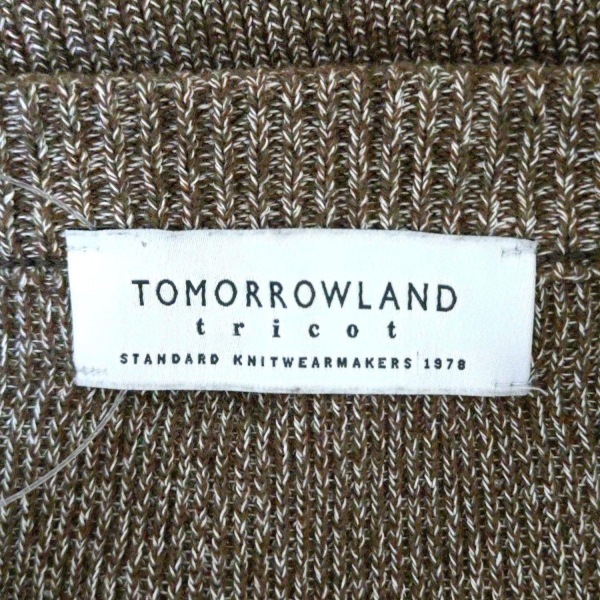 TOMORROWLAND
tricot
STANDARD KNITWEARMAKERS 1978